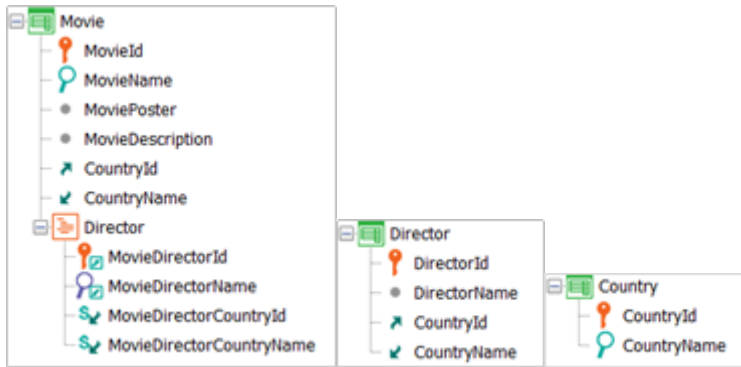 Movie
MovieId
MovieName
MoviePoster
MovieDescription
CountryId
CountryName
Director
MovieDirectorId
MovieDirectorName
MovieDirectorCountryId
MovieDirectorCountryName
Director
DirectorId
DirectorName
CountryId
CountryName
Country
CountryId
CountryName